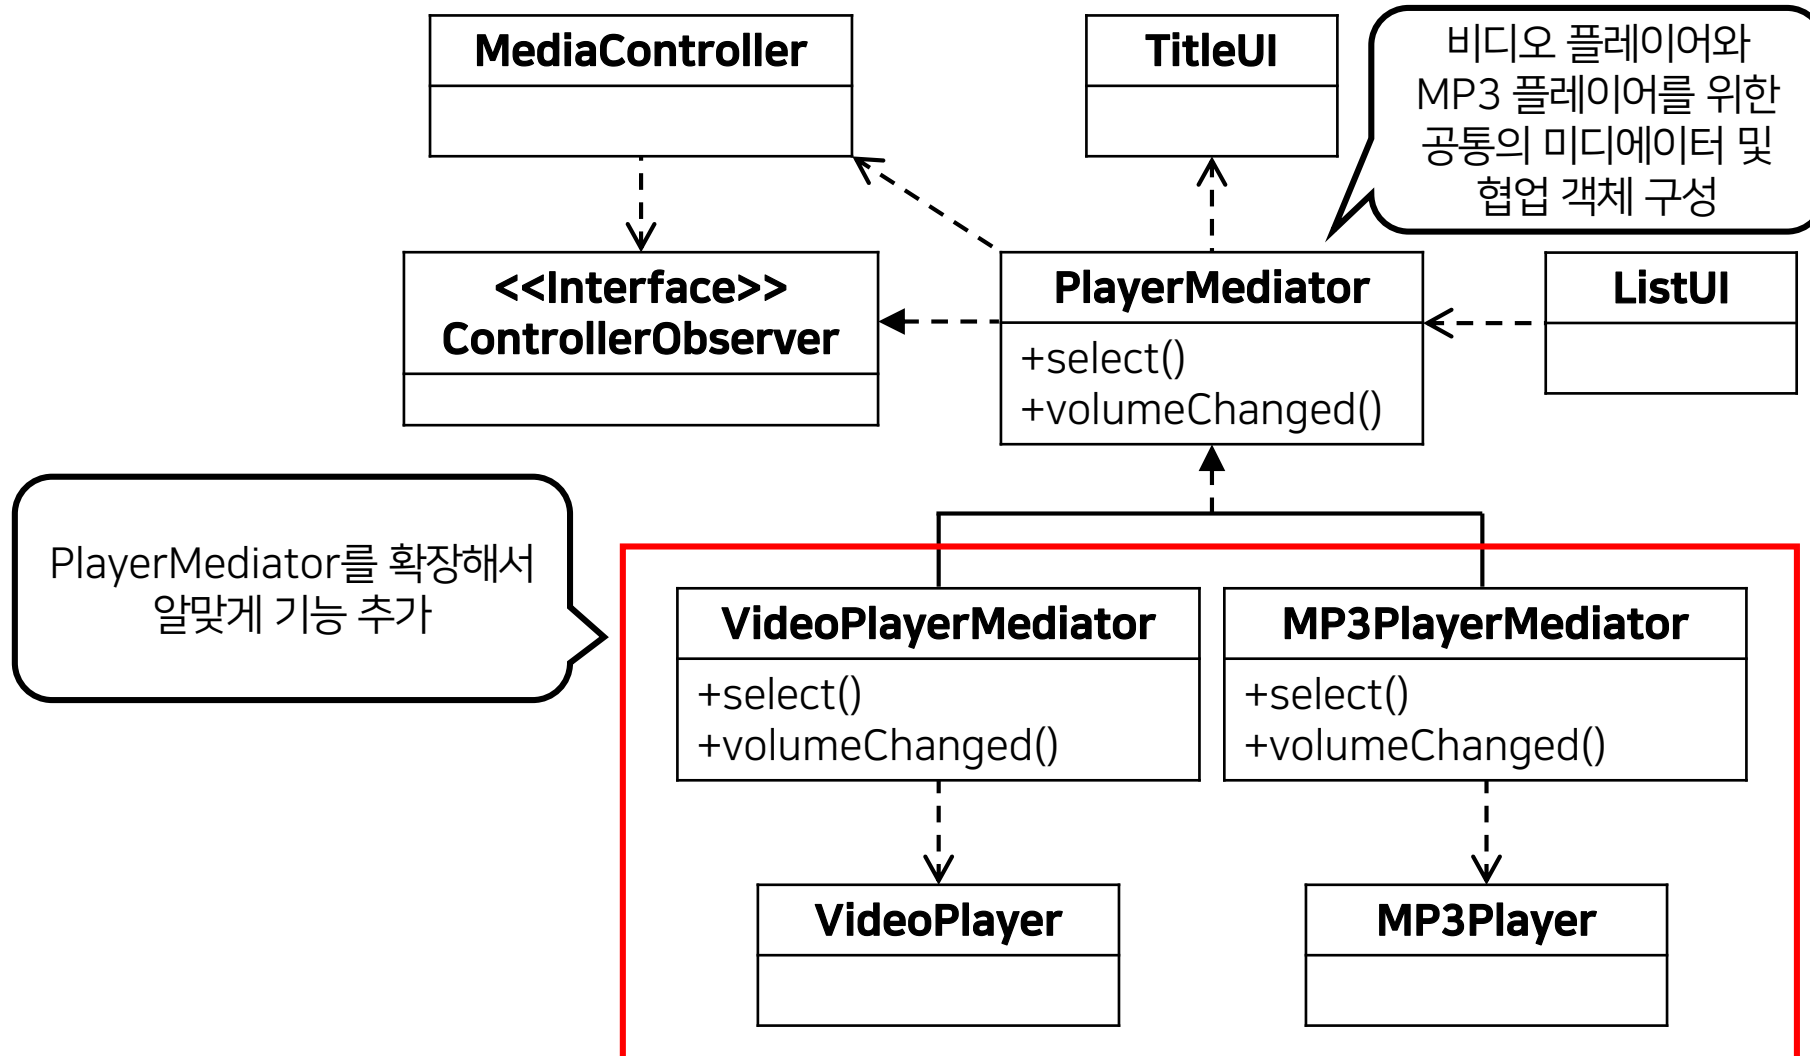 MediaController
TitleUI
비디오 플레이어와
MP3 플레이어를 위한
공통의 미디에이터 및
협업 객체 구성
<<Interface>>
ControllerObserver
PlayerMediator
+select()
+volumeChanged()
ListUI
PlayerMediator를 확장해서
알맞게 기능 추가
VideoPlayerMediator
+select()
+volumeChanged()
MP3PlayerMediator
+select()
+volumeChanged()
VideoPlayer
MP3Player